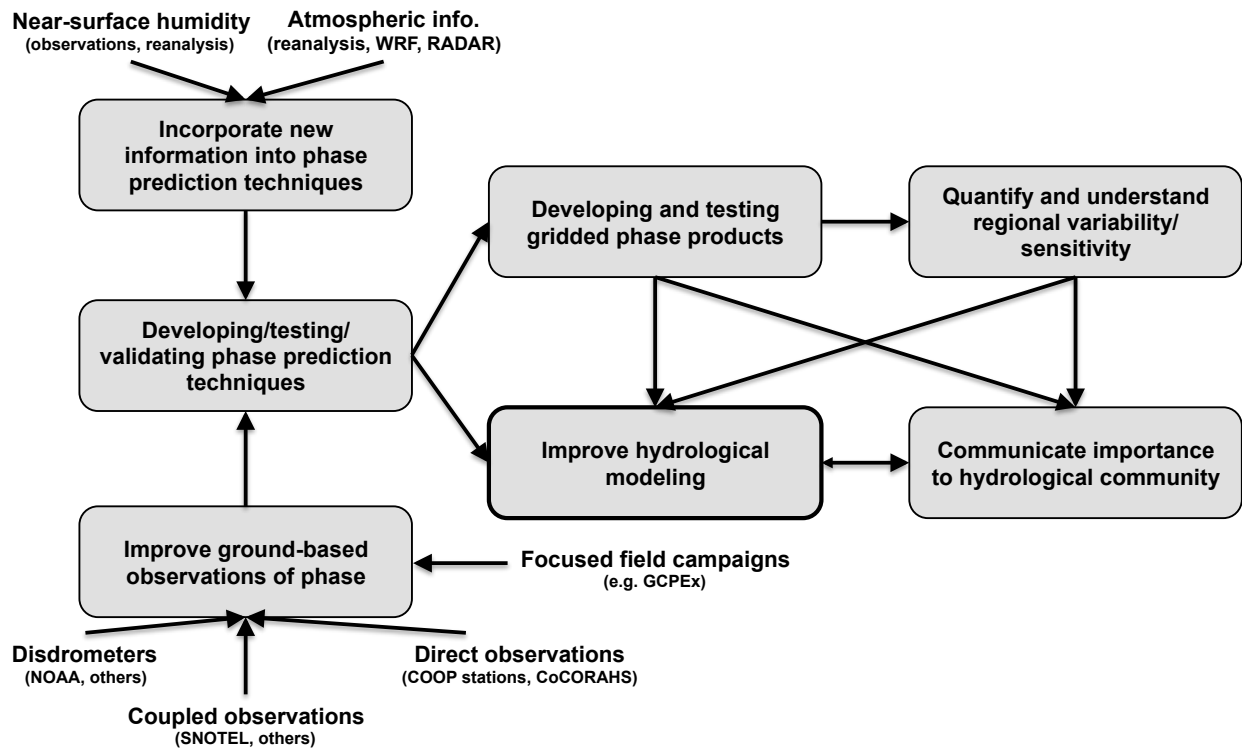 Near-surface humidity
(observations, reanalysis)
Atmospheric info.
(reanalysis, WRF, RADAR)
Incorporate new
information into phase
prediction techniques
Developing and testing
gridded phase products
Quantify and understand
regional variability/
sensitivity
Developing/testing/
validating phase prediction
techniques
Improve hydrological
modeling
Communicate importance
to hydrological community
Improve ground-based
observations of phase
Focused field campaigns
(e.g. GCPEx)
Disdrometers
(NOAA, others)
Direct observations
(COOP stations, CoCORAHS)
Coupled observations
(SNOTEL, others)